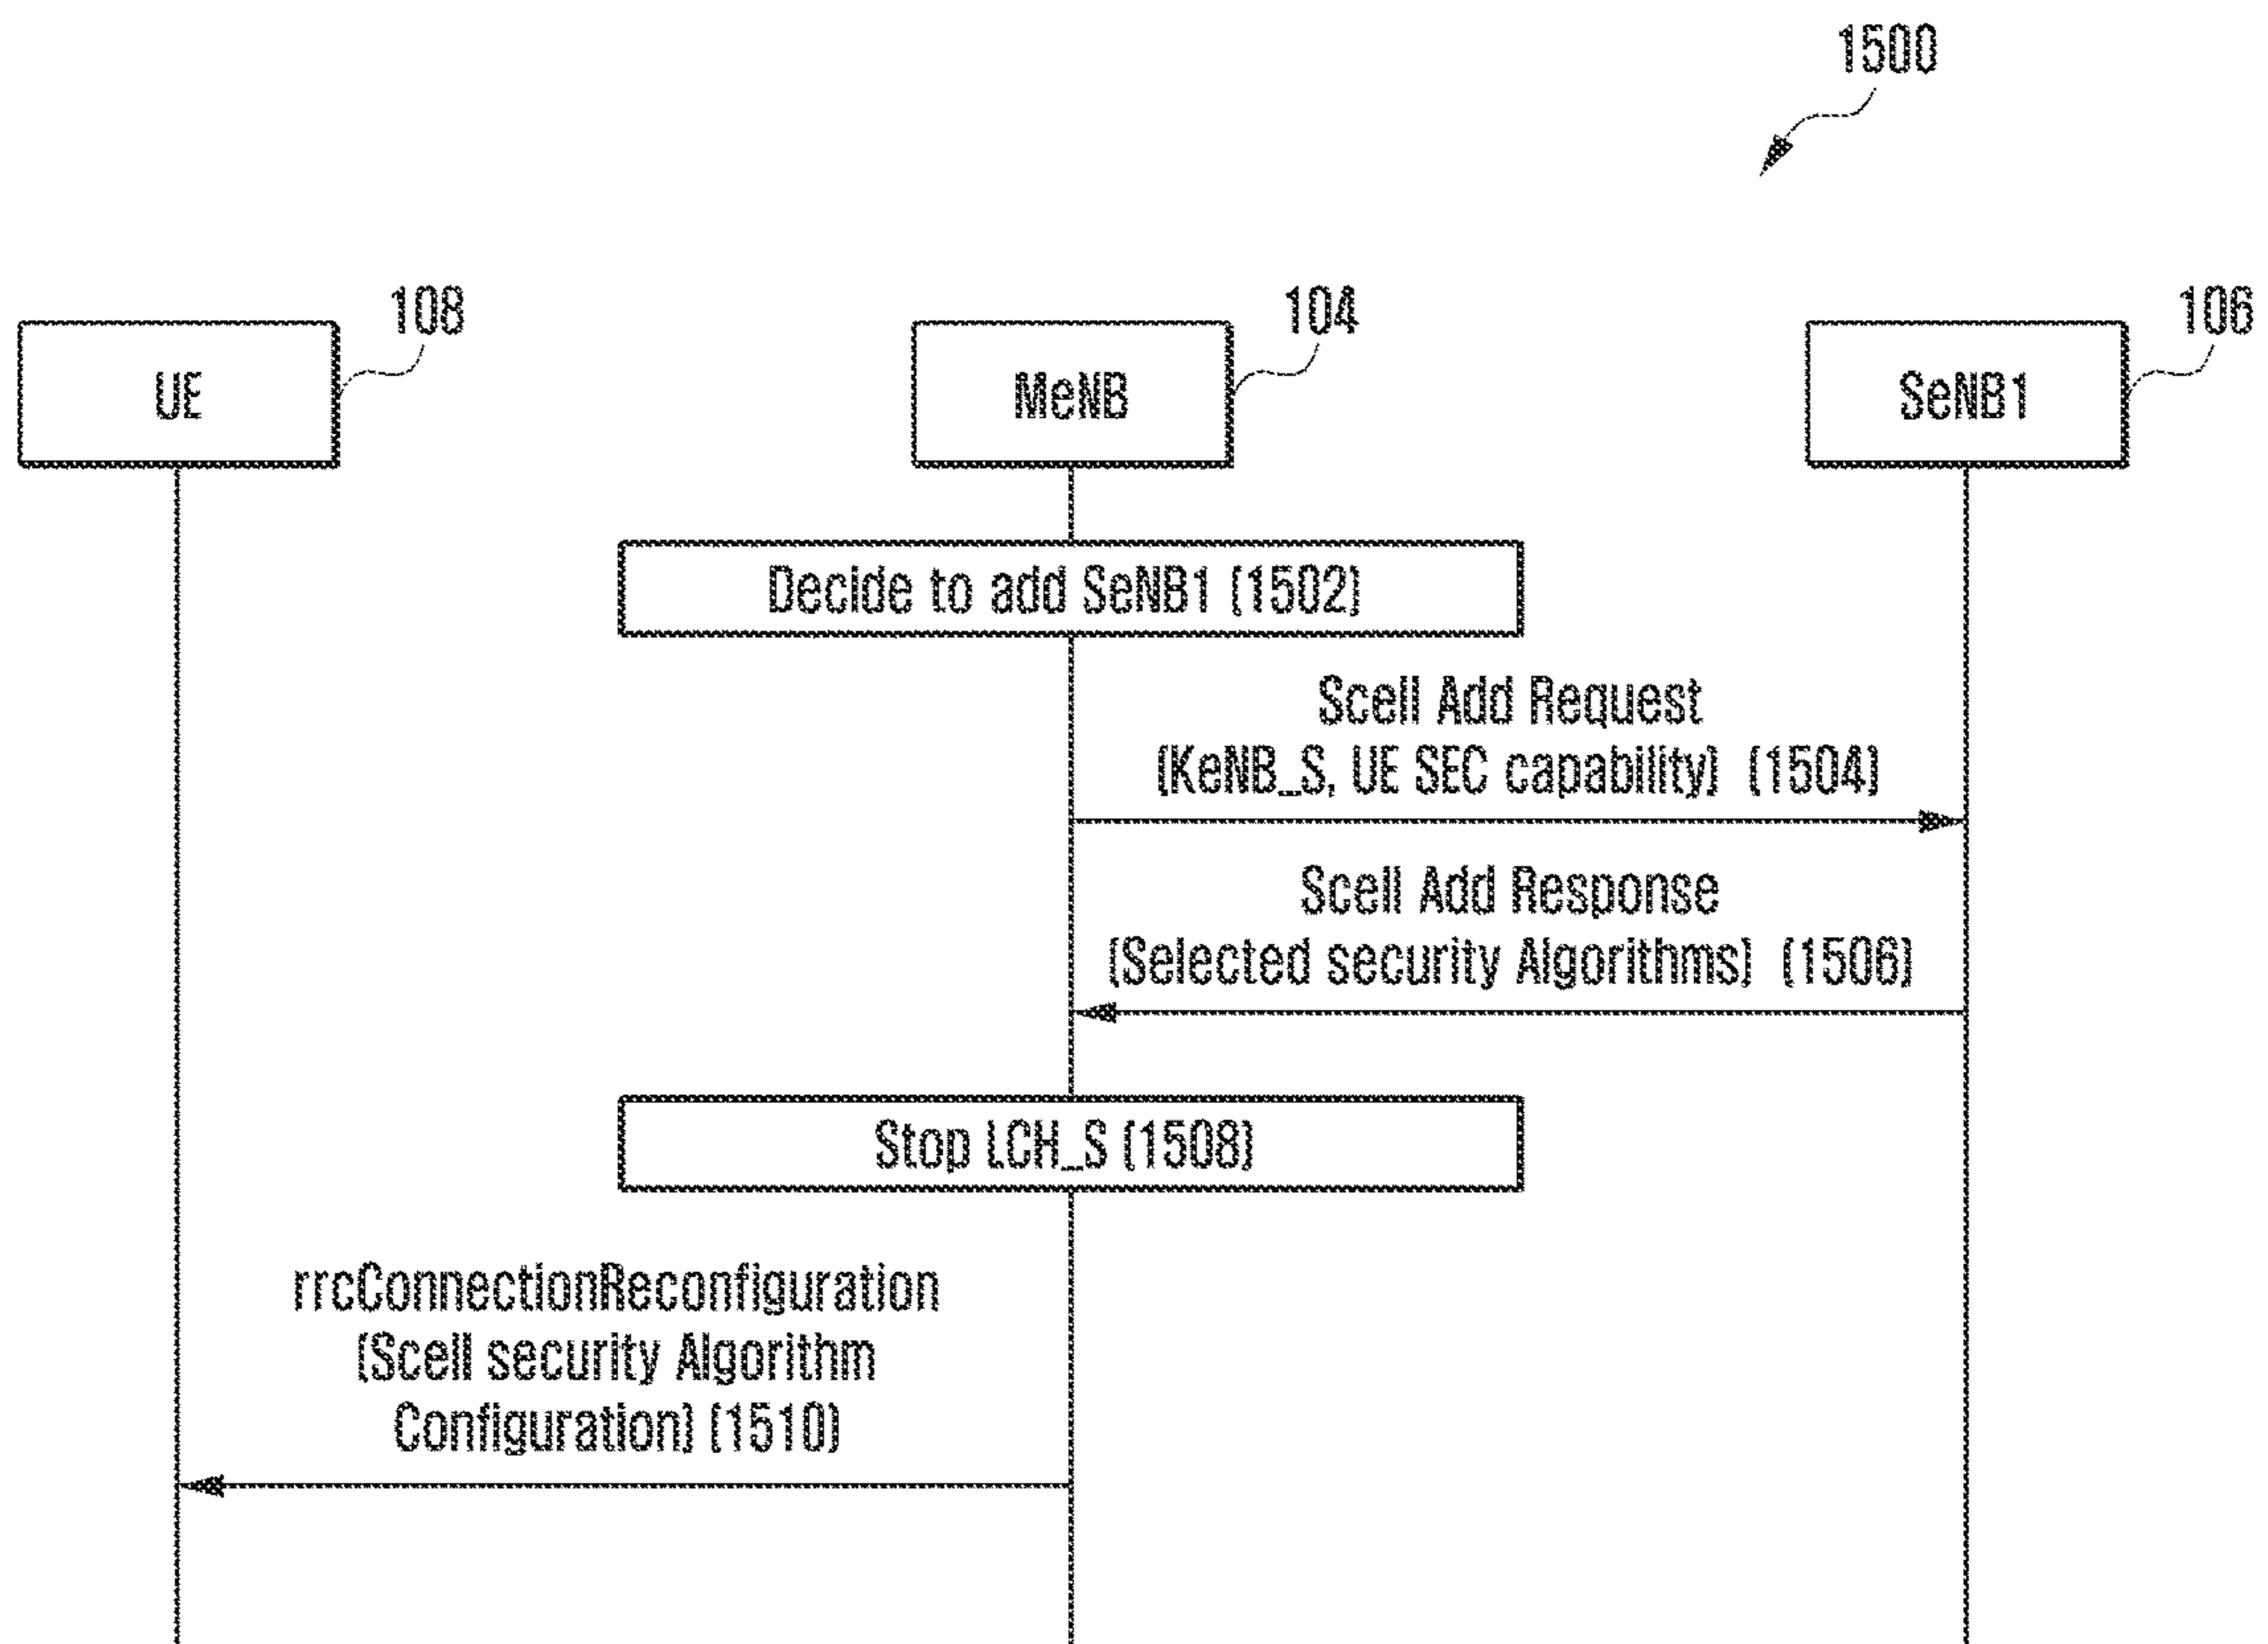 1500
108
104
106
UE
MeNB
SeNB1
Decide to add SeNB1 (1502)
Scell Add Request
(KeNB_S, UE SEC capability) (1504)
Scell Add Response
(Selected security Algorithms) (1506)
Stop LCH_S (1508)
rrcConnectionReconfiguration
(Scell security Algorithm
Configuration) (1510)